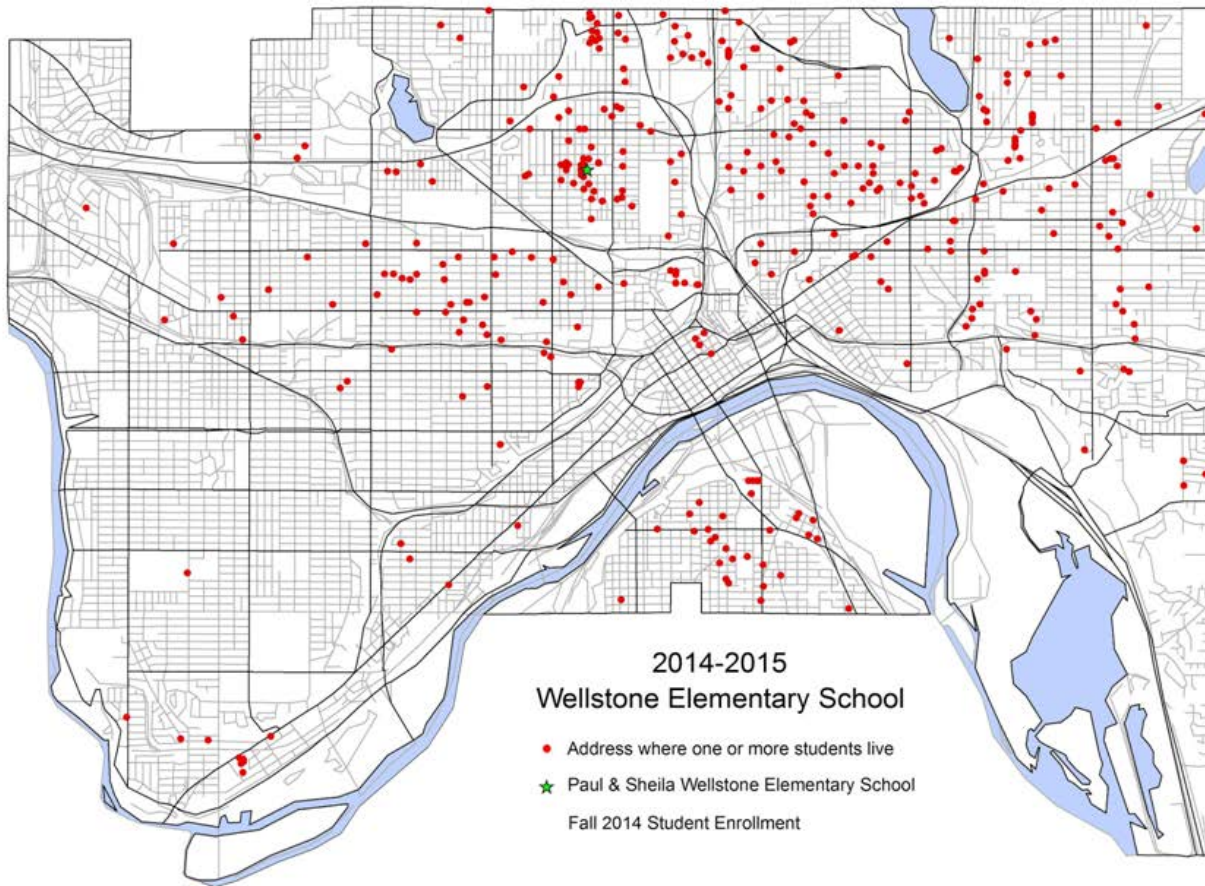 2014-2015
Wellstone Elementary School
Address where one or more students live
Paul & Sheila Wellstone Elementary School
Fall 2014 Student Enrollment